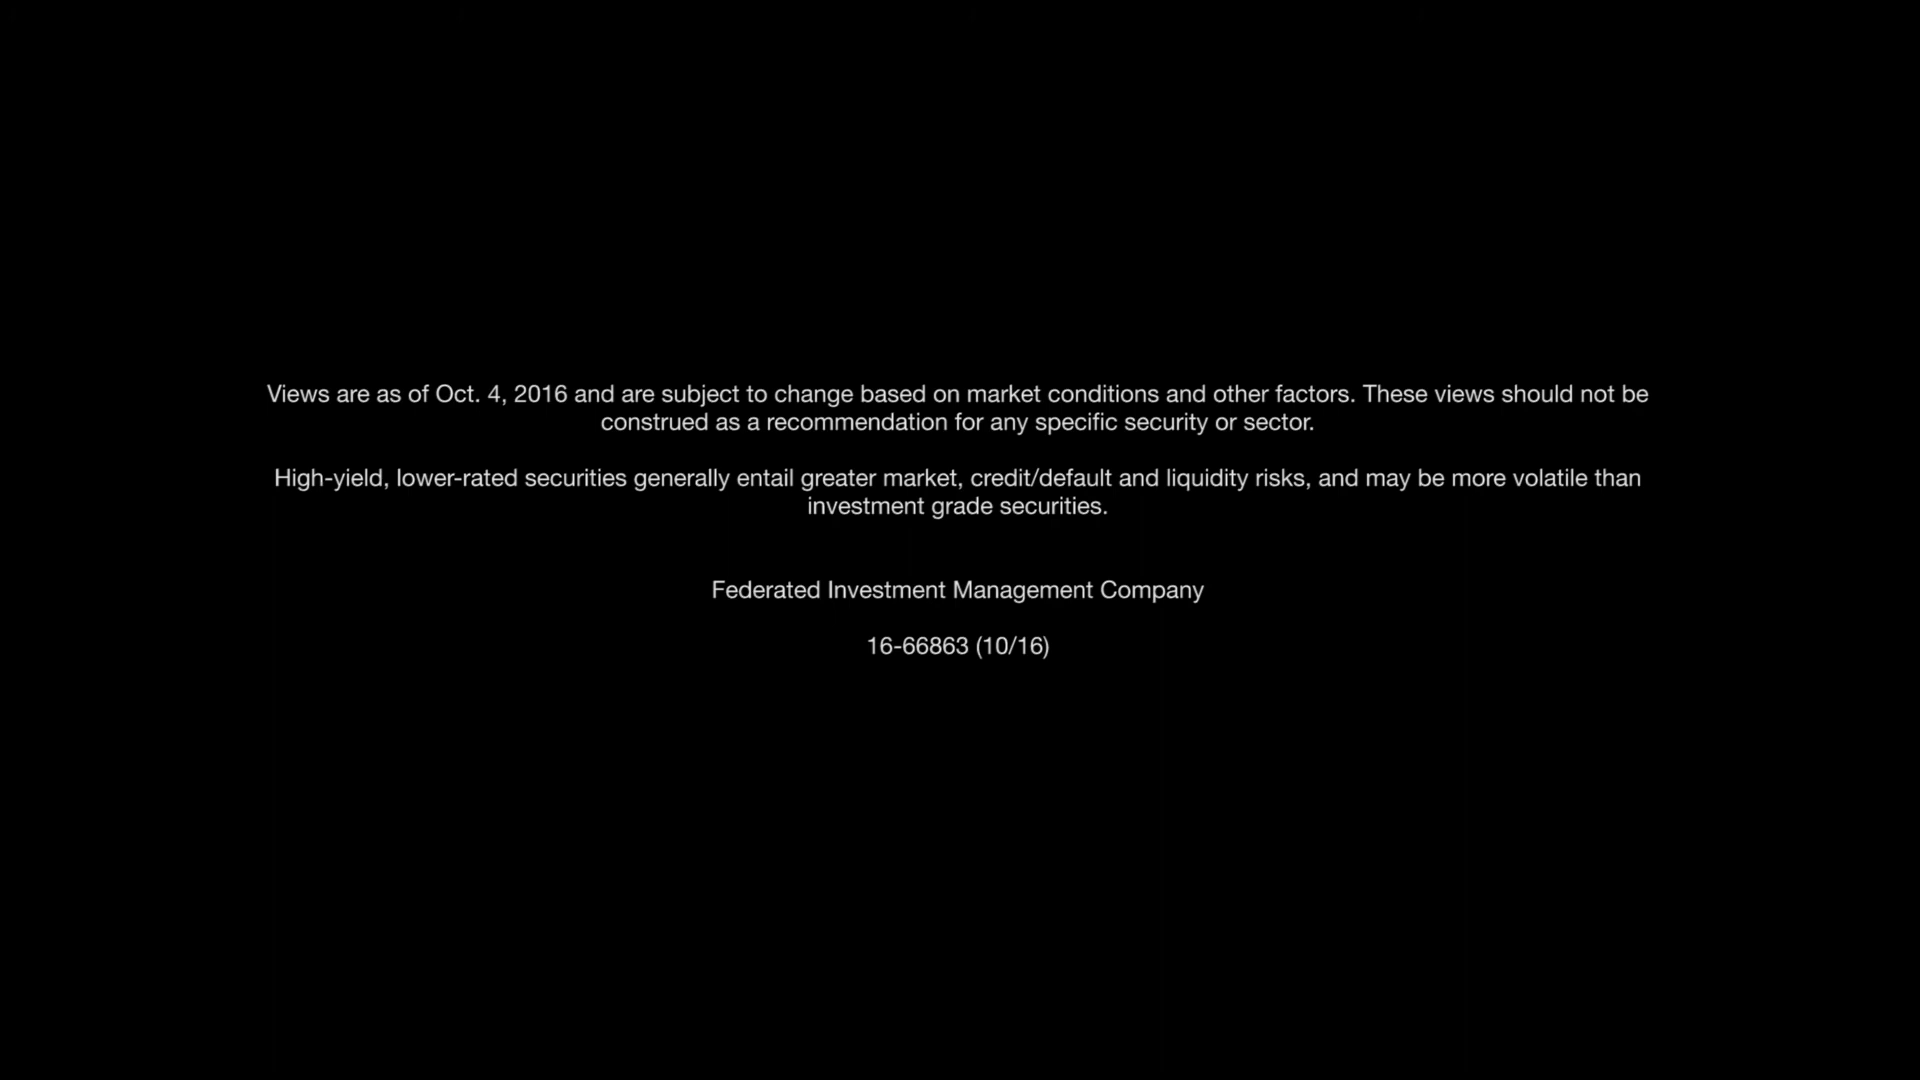 Views are as of Oct. 4, 2016 and are subject to change based on market conditions and other factors. These views should not be
construed as a recommendation for any specific security or sector.
High-yield, lower-rated securities generally entail greater market, credit/default and liquidity risks, and may be more volatile than
investment grade securities.
Federated Investment Management Company
16-66863 (10/16)